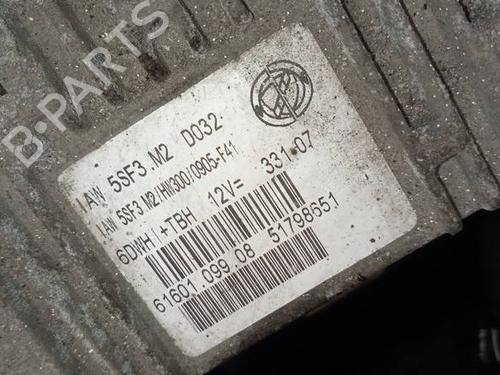 B-PARTS
IAW 5SF3 M2 D032
IAW 5SF3 M2/HW300/0905-F41
6DWH/ +TBH 12V= 331-07
61601.099.08 51798651